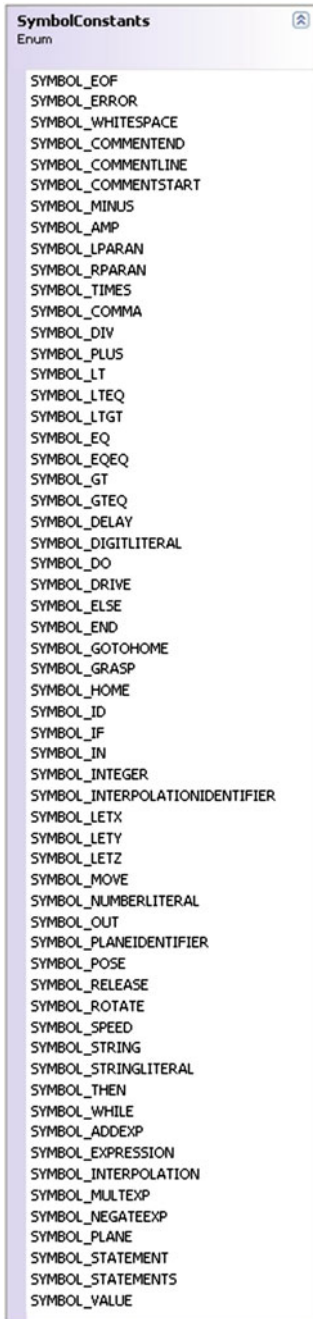 SymbolConstants
Enum
SYMBOL_EOF
SYMBOL_ERROR
SYMBOL_WHITESPACE
SYMBOL_COMMENTEND
SYMBOL_COMMENTLINE
SYMBOL_COMMENTSTART
SYMBOL_MINUS
SYMBOL_AMP
SYMBOL_LPARAN
SYMBOL_RPARAN
SYMBOL_TIMES
SYMBOL_COMMA
SYMBOL_DIV
SYMBOL_PLUS
SYMBOL_LT
SYMBOL_LTEQ
SYMBOL_LTGT
SYMBOL_EQ
SYMBOL_EQEQ
SYMBOL_GT
SYMBOL_GTEQ
SYMBOL_DELAY
SYMBOL_DIGITLITERAL
SYMBOL_DO
SYMBOL_DRIVE
SYMBOL_ELSE
SYMBOL_END
SYMBOL_GOTOHOME
SYMBOL_GRASP
SYMBOL_HOME
SYMBOL_ID
SYMBOL_IF
SYMBOL_IN
SYMBOL_INTEGER
SYMBOL_INTERPOLATIONIDENTIFIER
SYMBOL_LETX
SYMBOL_LETY
SYMBOL_LETZ
SYMBOL_MOVE
SYMBOL_NUMBERLITERAL
SYMBOL_OUT
SYMBOL_PLANEIDENTIFIER
SYMBOL_POSE
SYMBOL_RELEASE
SYMBOL_ROTATE
SYMBOL_SPEED
SYMBOL_STRING
SYMBOL_STRINGLITERAL
SYMBOL_THEN
SYMBOL_WHILE
SYMBOL_ADDEXP
SYMBOL_EXPRESSION
SYMBOL_INTERPOLATION
SYMBOL_MULTEXP
SYMBOL_NEGATEEXP
SYMBOL_PLANE
SYMBOL_STATEMENT
SYMBOL_STATEMENTS
SYMBOL_VALUE